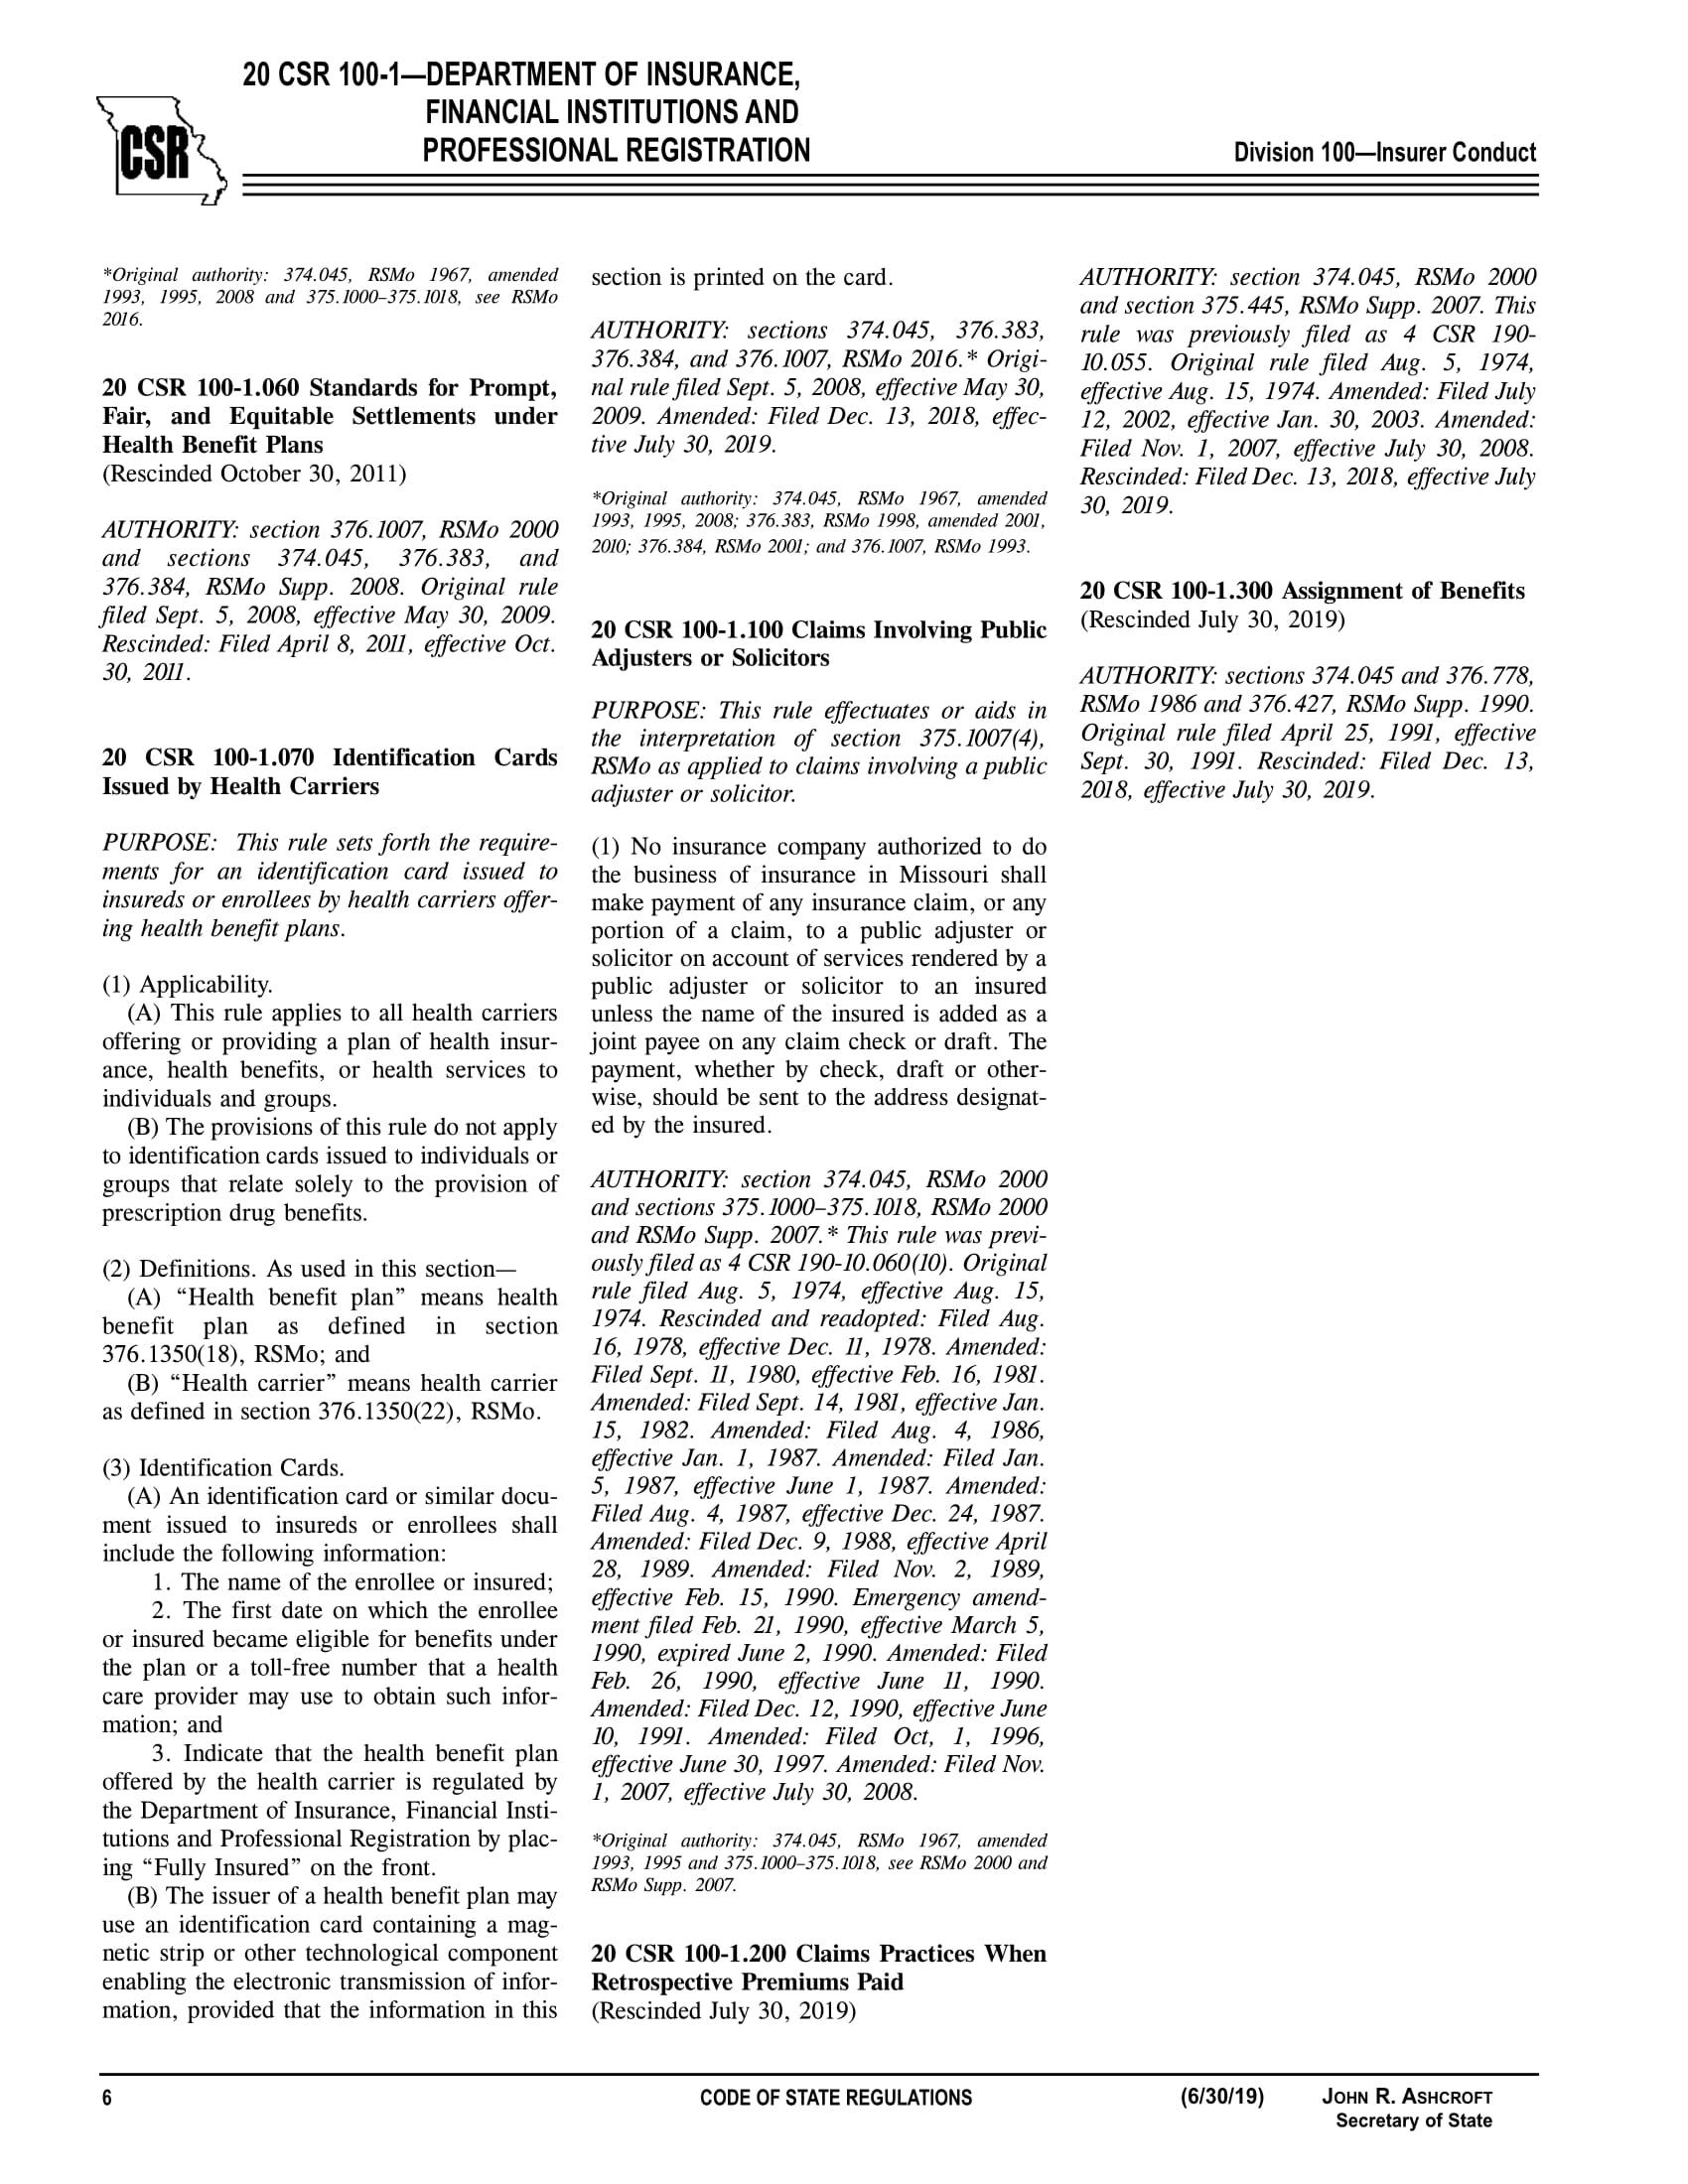 20 CSR 100-1—DEPARTMENT OF INSURANCE,
FINANCIAL INSTITUTIONS AND
PROFESSIONAL REGISTRATION
Division 100—Insurer Conduct
CSR
*Original authority: 374.045, RSMo 1967, amended
1993, 1995, 2008 and 375.1000–375.1018, see RSMo
2016.
20 CSR 100-1.060 Standards for Prompt,
Fair, and Equitable Settlements under
Health Benefit Plans
(Rescinded October 30, 2011)
AUTHORITY: section 376.1007, RSMo 2000
and sections 374.045, 376.383, and
376.384, RSMo Supp. 2008. Original rule
filed Sept. 5, 2008, effective May 30, 2009.
Rescinded: Filed April 8, 2011, effective Oct.
30, 2011.
20 CSR 100-1.070 Identification Cards
Issued by Health Carriers
PURPOSE: This rule sets forth the require-
ments for an identification card issued to
insureds or enrollees by health carriers offer-
ing health benefit plans.
(1) Applicability.
(A) This rule applies to all health carriers
offering or providing a plan of health insur-
ance, health benefits, or health services to
individuals and groups.
(B) The provisions of this rule do not apply
to identification cards issued to individuals or
groups that relate solely to the provision of
prescription drug benefits.
(2) Definitions. As used in this section—
(A) “Health benefit plan” means health
benefit plan as defined in section
376.1350(18), RSMo; and
(B) “Health carrier” means health carrier
as defined in section 376.1350(22), RSMo.
(3) Identification Cards.
(A) An identification card or similar docu-
ment issued to insureds or enrollees shall
include the following information:
1. The name of the enrollee or insured;
2. The first date on which the enrollee
or insured became eligible for benefits under
the plan or a toll-free number that a health
care provider may use to obtain such infor-
mation; and
3. Indicate that the health benefit plan
offered by the health carrier is regulated by
the Department of Insurance, Financial Insti-
tutions and Professional Registration by plac-
ing “Fully Insured” on the front.
(B) The issuer of a health benefit plan may
use an identification card containing a mag-
netic strip or other technological component
enabling the electronic transmission of infor-
mation, provided that the information in this
section is printed on the card.
AUTHORITY: sections 374.045, 376.383,
376.384, and 376.1007, RSMo 2016.* Origi-
nal rule filed Sept. 5, 2008, effective May 30,
2009. Amended: Filed Dec. 13, 2018, effec-
tive July 30, 2019.
*Original authority: 374.045, RSMo 1967, amended
1993, 1995, 2008; 376.383, RSMo 1998, amended 2001,
2010; 376.384, RSMo 2001; and 376.1007, RSMo 1993.
20 CSR 100-1.100 Claims Involving Public
Adjusters or Solicitors
PURPOSE: This rule effectuates or aids in
the interpretation of section 375.1007(4),
RSMo as applied to claims involving a public
adjuster or solicitor.
(1) No insurance company authorized to do
the business of insurance in Missouri shall
make payment of any insurance claim, or any
portion of a claim, to a public adjuster or
solicitor on account of services rendered by a
public adjuster or solicitor to an insured
unless the name of the insured is added as a
joint payee on any claim check or draft. The
payment, whether by check, draft or other-
wise, should be sent to the address designat-
ed by the insured.
AUTHORITY: section 374.045, RSMo 2000
and sections 375.1000–375.1018, RSMo 2000
and RSMo Supp. 2007.* This rule was previ-
ously filed as 4 CSR 190-10.060(10). Original
rule filed Aug. 5, 1974, effective Aug. 15,
1974. Rescinded and readopted: Filed Aug.
16, 1978, effective Dec. 11, 1978. Amended:
Filed Sept. 11, 1980, effective Feb. 16, 1981.
Amended: Filed Sept. 14, 1981, effective Jan.
15, 1982. Amended: Filed Aug. 4, 1986,
effective Jan. 1, 1987. Amended: Filed Jan.
5, 1987, effective June 1, 1987. Amended:
Filed Aug. 4, 1987, effective Dec. 24, 1987.
Amended: Filed Dec. 9, 1988, effective April
28, 1989. Amended: Filed Nov. 2, 1989,
effective Feb. 15, 1990. Emergency amend-
ment filed Feb. 21, 1990, effective March 5,
1990, expired June 2, 1990. Amended: Filed
Feb. 26, 1990, effective June 11, 1990.
Amended: Filed Dec. 12, 1990, effective June
10, 1991. Amended: Filed Oct, 1, 1996,
effective June 30, 1997. Amended: Filed Nov.
1, 2007, effective July 30, 2008.
*Original authority: 374.045, RSMo 1967, amended
1993, 1995 and 375.1000–375.1018, see RSMo 2000 and
RSMo Supp. 2007.
20 CSR 100-1.200 Claims Practices When
Retrospective Premiums Paid
(Rescinded July 30, 2019)
AUTHORITY: section 374.045, RSMo 2000
and section 375.445, RSMo Supp. 2007. This
rule was previously filed as 4 CSR 190-
10.055. Original rule filed Aug. 5, 1974,
effective Aug. 15, 1974. Amended: Filed July
12, 2002, effective Jan. 30, 2003. Amended:
Filed Nov. 1, 2007, effective July 30, 2008.
Rescinded: Filed Dec. 13, 2018, effective July
30, 2019.
20 CSR 100-1.300 Assignment of Benefits
(Rescinded July 30, 2019)
AUTHORITY: sections 374.045 and 376.778,
RSMo 1986 and 376.427, RSMo Supp. 1990.
Original rule filed April 25, 1991, effective
Sept. 30, 1991. Rescinded: Filed Dec. 13,
2018, effective July 30, 2019.
6
CODE OF STATE REGULATIONS
(6/30/19)
JOHN R. ASHCROFT
Secretary of State